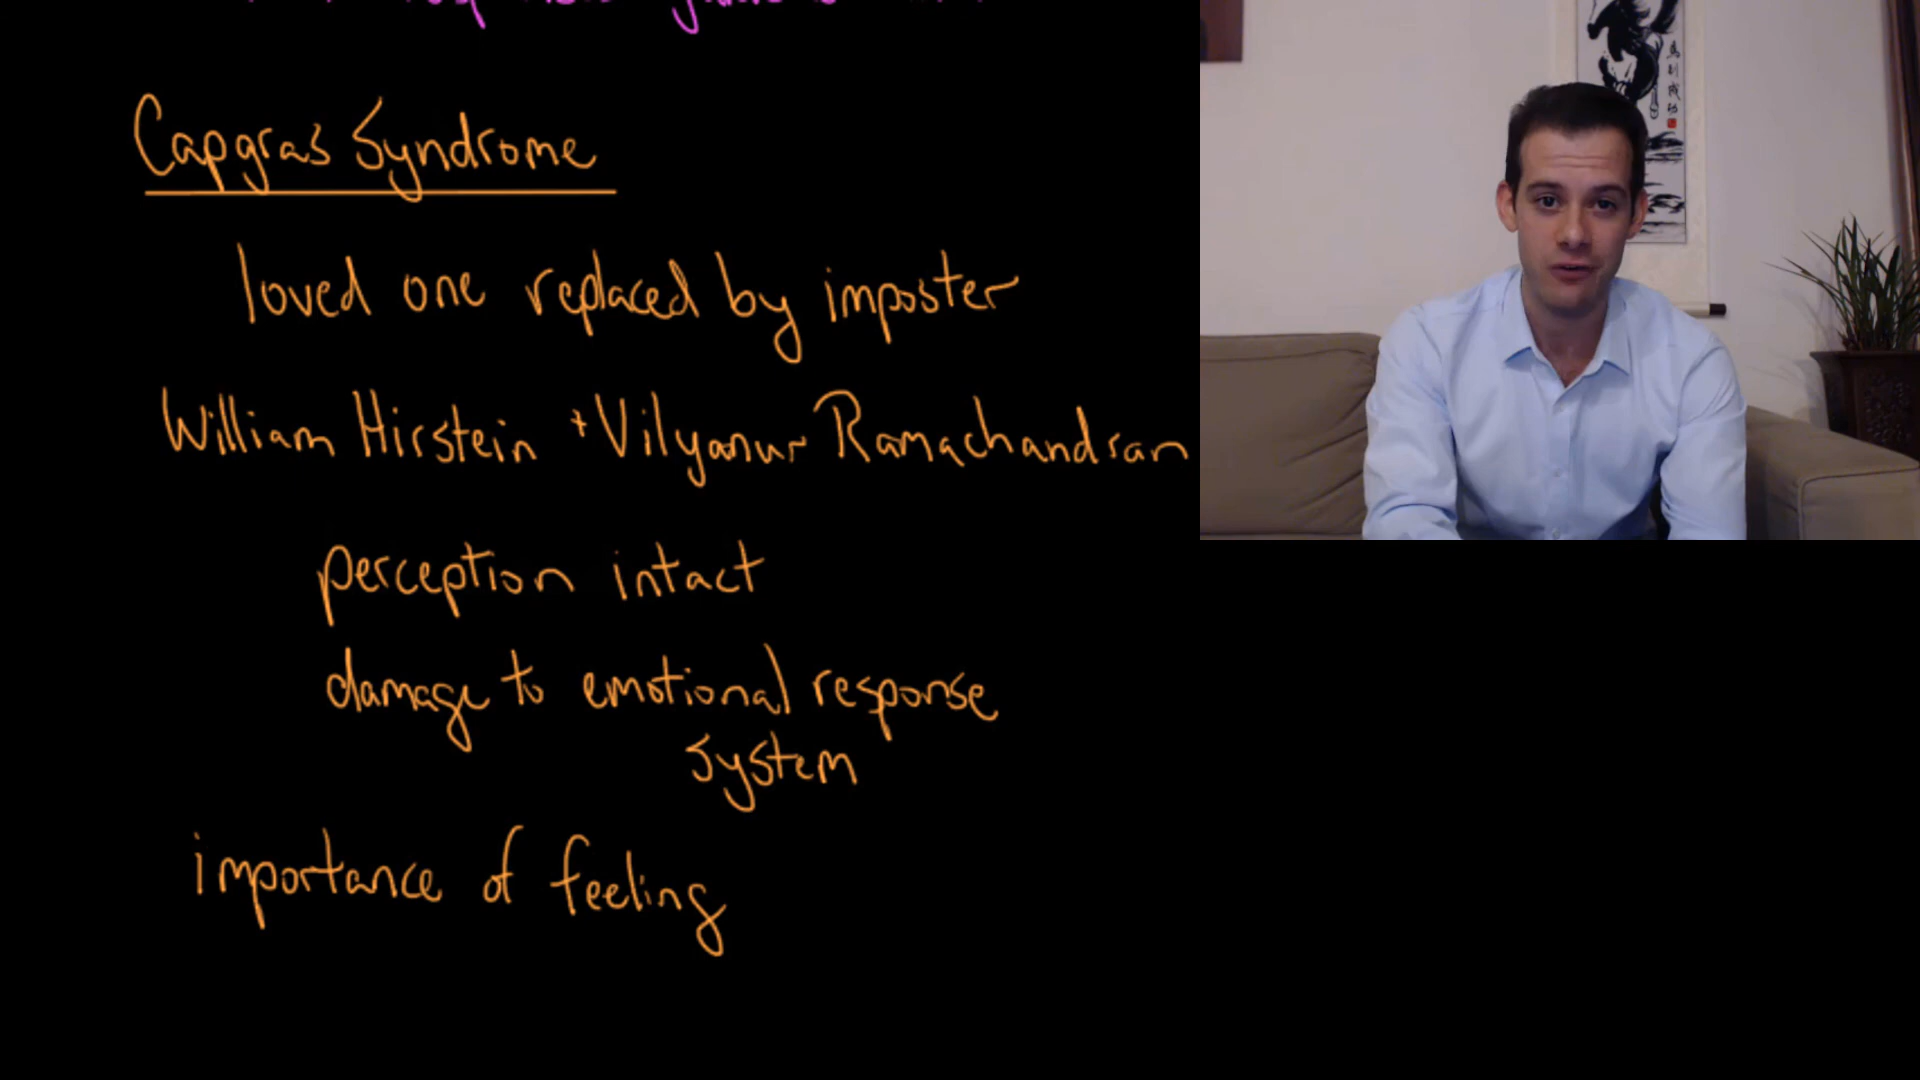 Capgras Syndrome
loved one replaced by imposter
William Hirstein + Vilyanur Ramachandran
perception intact
damage to emotional response
system
importance of feeling